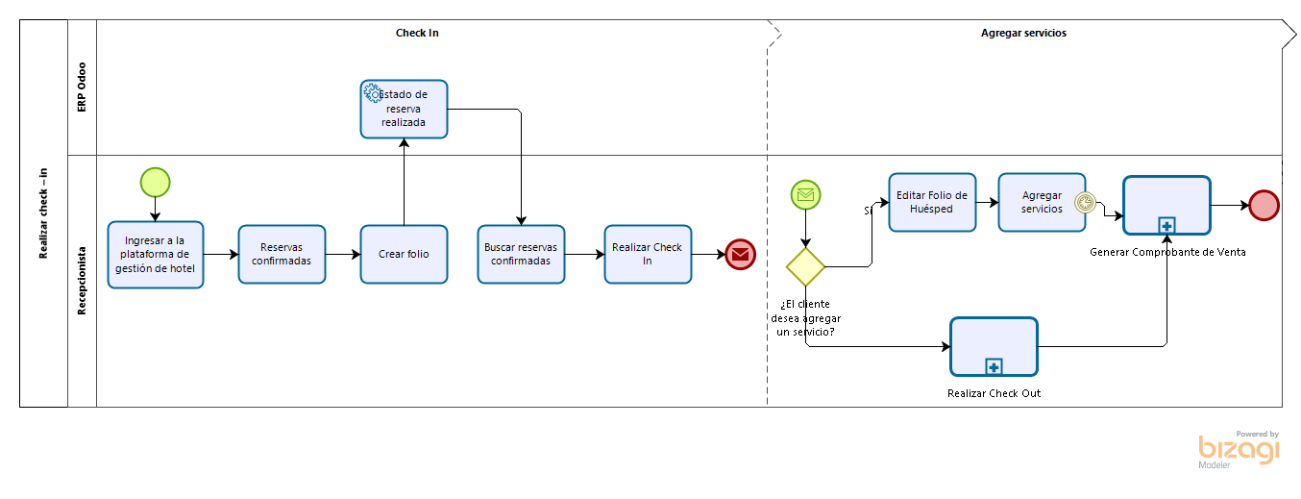 Check In
Agregar servicios
Realizar check – in
ERP Odoo
Estado de
reserva
realizada
Recepcionista
Ingresar a la
plataforma de
gestión de hotel
Reservas
confirmadas
Crear folio
Buscar reservas
confirmadas
Realizar Check
In
¿El cliente
desea agregar
un servicio?
Sí
Editar Folio de
Huésped
Agregar
servicios
Generar Comprobante de Venta
Realizar Check Out
Powered by
bizagi
Modeler